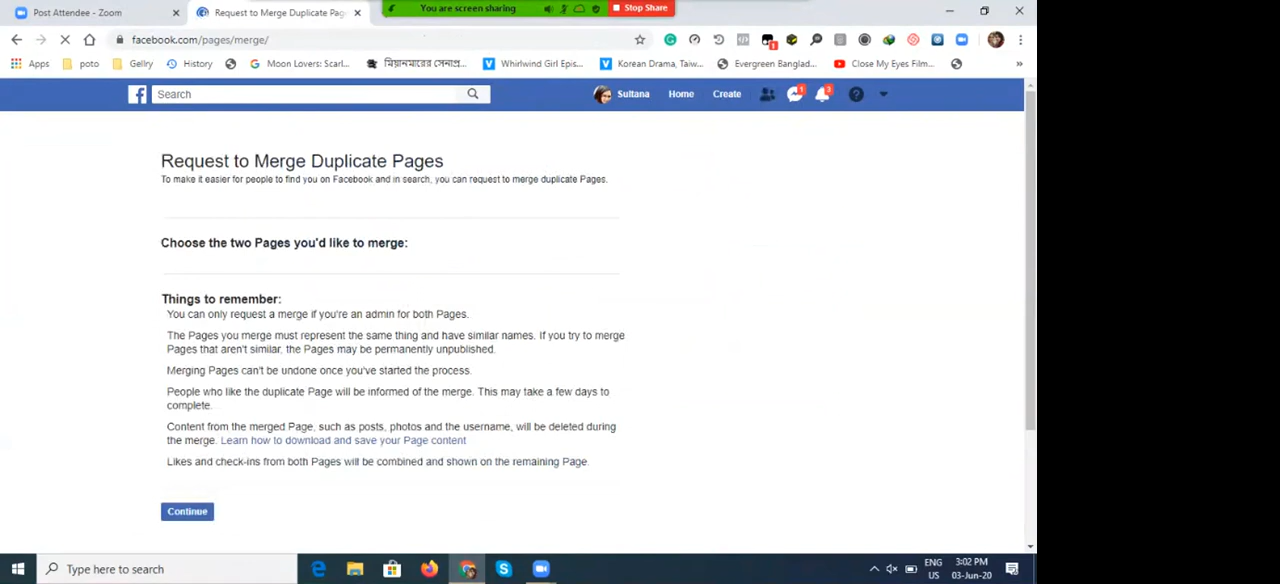 Post Attendee - Zoom
Request to Merge Duplicate Pag
You are screen sharing
Stop Share
facebook.com/pages/merge/
1
Apps
poto
Gellry
History
Moon Lovers: Scarl...
মিয়ানমারের সেনাপ্র...
Whirlwind Girl Epis...
Korean Drama, Taiw...
Evergreen Banglad...
Close My Eyes Film...
»
Search
Sultana
Home
Create
1
3
Request to Merge Duplicate Pages
To make it easier for people to find you on Facebook and in search, you can request to merge duplicate Pages.
Choose the two Pages you'd like to merge:
Things to remember:
You can only request a merge if you're an admin for both Pages.
The Pages you merge must represent the same thing and have similar names. If you try to merge
Pages that aren't similar, the Pages may be permanently unpublished.
Merging Pages can't be undone once you've started the process.
People who like the duplicate Page will be informed of the merge. This may take a few days to
complete.
Content from the merged Page, such as posts, photos and the username, will be deleted during
the merge. Learn how to download and save your Page content
Likes and check-ins from both Pages will be combined and shown on the remaining Page.
Continue
Type here to search
ENG
US
3:02 PM
03-Jun-20